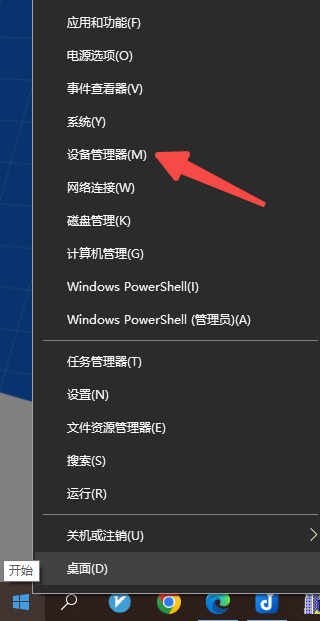 应用和功能(F)
电源选项(O)
事件查看器(V)
系统(Y)
设备管理器(M)
网络连接(W)
磁盘管理(K)
计算机管理(G)
Windows PowerShell(I)
Windows PowerShell (管理员)(A)
任务管理器(T)
设置(N)
文件资源管理器(E)
搜索(S)
运行(R)
关机或注销(U)
桌面(D)
开始